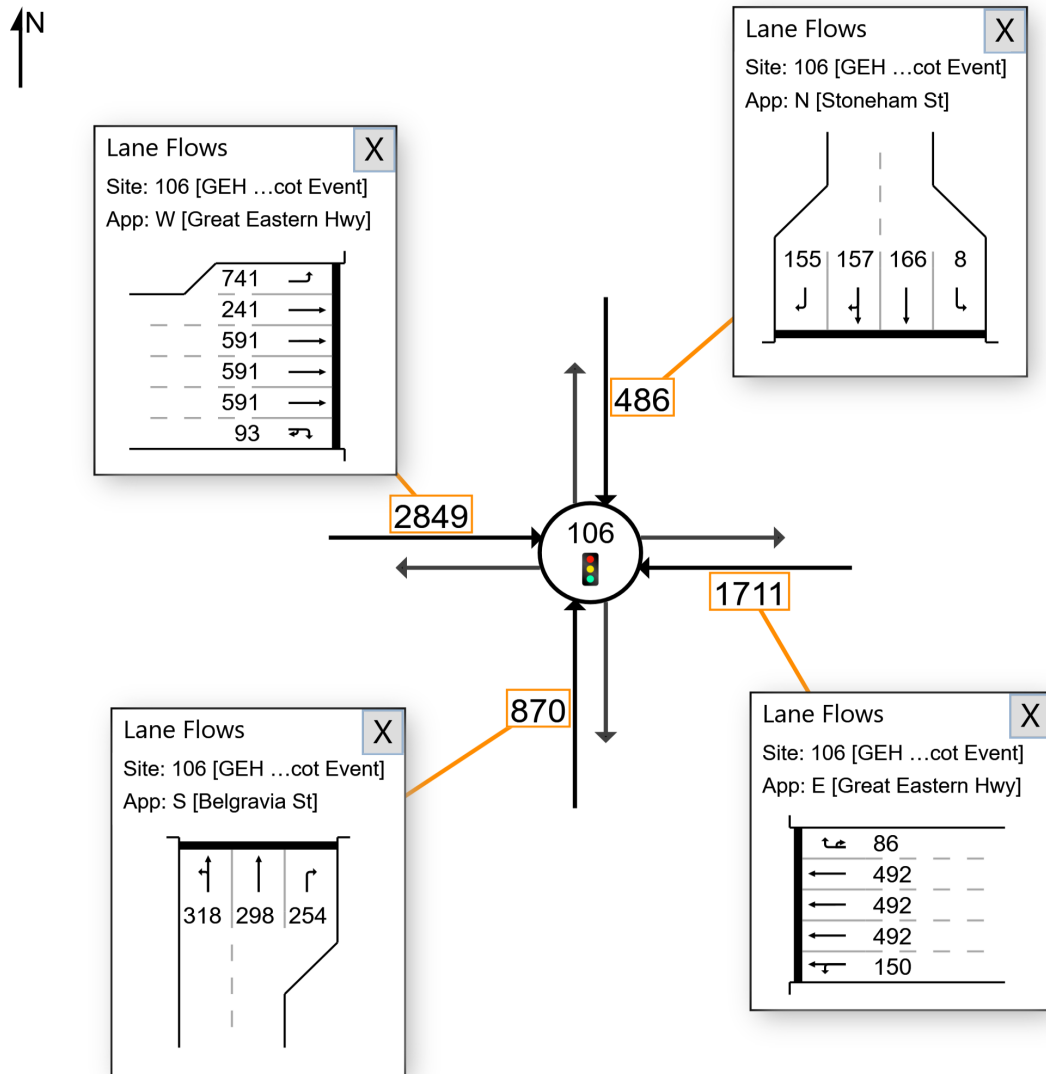 N
Lane Flows X
Site: 106 [GEH ...cot Event]
App: N [Stoneham St]
155 157 166 8
Lane Flows X
Site: 106 [GEH ...cot Event]
App: W [Great Eastern Hwy]
741
241
591
591
591
93
486
2849
106
1711
870
Lane Flows X
Site: 106 [GEH ...cot Event]
App: S [Belgravia St]
318 298 254
Lane Flows X
Site: 106 [GEH ...cot Event]
App: E [Great Eastern Hwy]
86
492
492
492
150